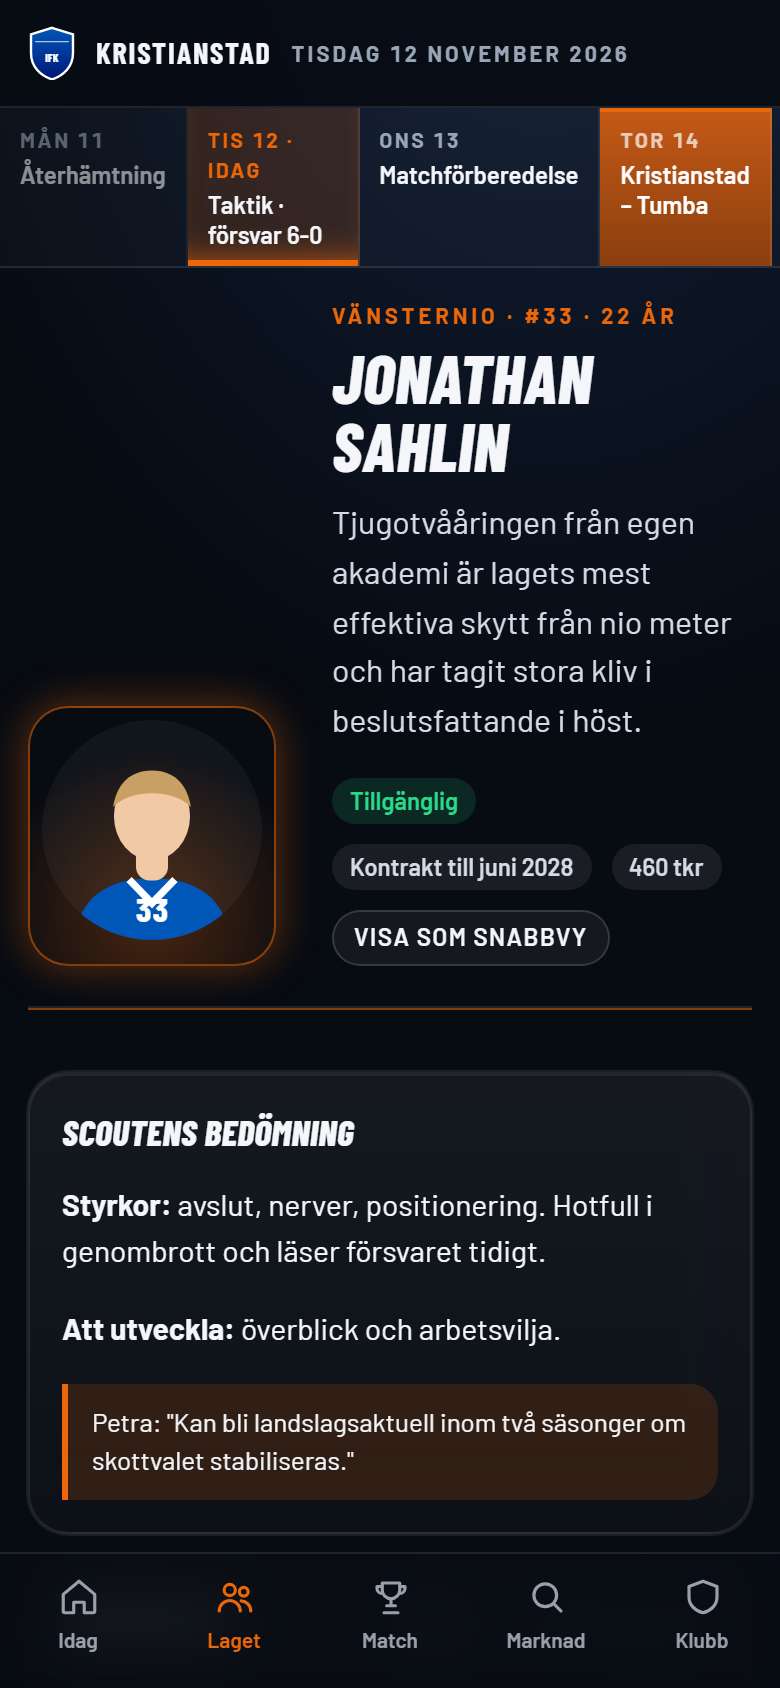 IFK
KRISTIANSTAD TISDAG 12 NOVEMBER 2026
MÅN 11
Återhämtning
TIS 12 ·
IDAG
Taktik ·
försvar 6-0
ONS 13
Matchförberedelse
TOR 14
Kristianstad
– Tumba
VÄNSTERNIO · #33 · 22 ÅR
JONATHAN
SAHLIN
Tjugotvååringen från egen
akademi är lagets mest
effektiva skytt från nio meter
och har tagit stora kliv i
beslutsfattande i höst.
33
Tillgänglig
Kontrakt till juni 2028
460 tkr
VISA SOM SNABBVY
SCOUTENS BEDÖMNING
Styrkor: avslut, nerver, positionering. Hotfull i
genombrott och läser försvaret tidigt.
Att utveckla: överblick och arbetsvilja.
Petra: "Kan bli landslagsaktuell inom två säsonger om
skottvalet stabiliseras."
Idag
Laget
Match
Marknad
Klubb